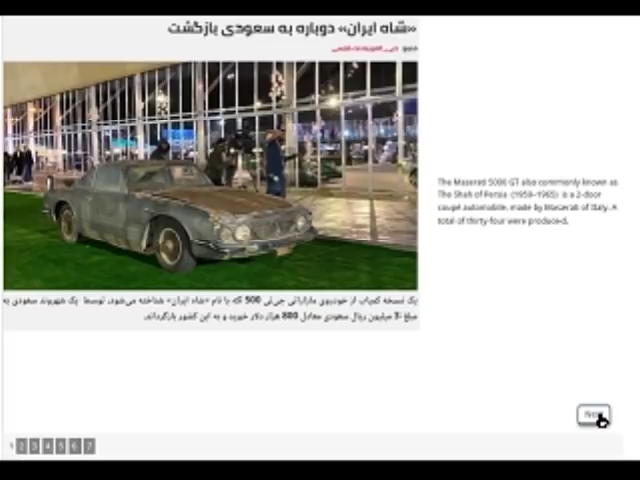 «شاه ایران» دوباره به سعودی بازگشت
The Maserati 5000 GT also commonly known as
The Shah of Persia (1959–1965) is a 2-door
coupé automobile, made by Maserati of Italy. A
total of thirty-four were produced.
یک نسخه کمیاب از خودروی مازاراتی جی‌تی 500 که با نام «شاه ایران» شناخته می‌شود، توسط یک شهروند سعودی به
مبلغ 3 میلیون ریال سعودی معادل 800 هزار دلار خرید و به این کشور بازگرداند.
1 2 3 4 5 6 7